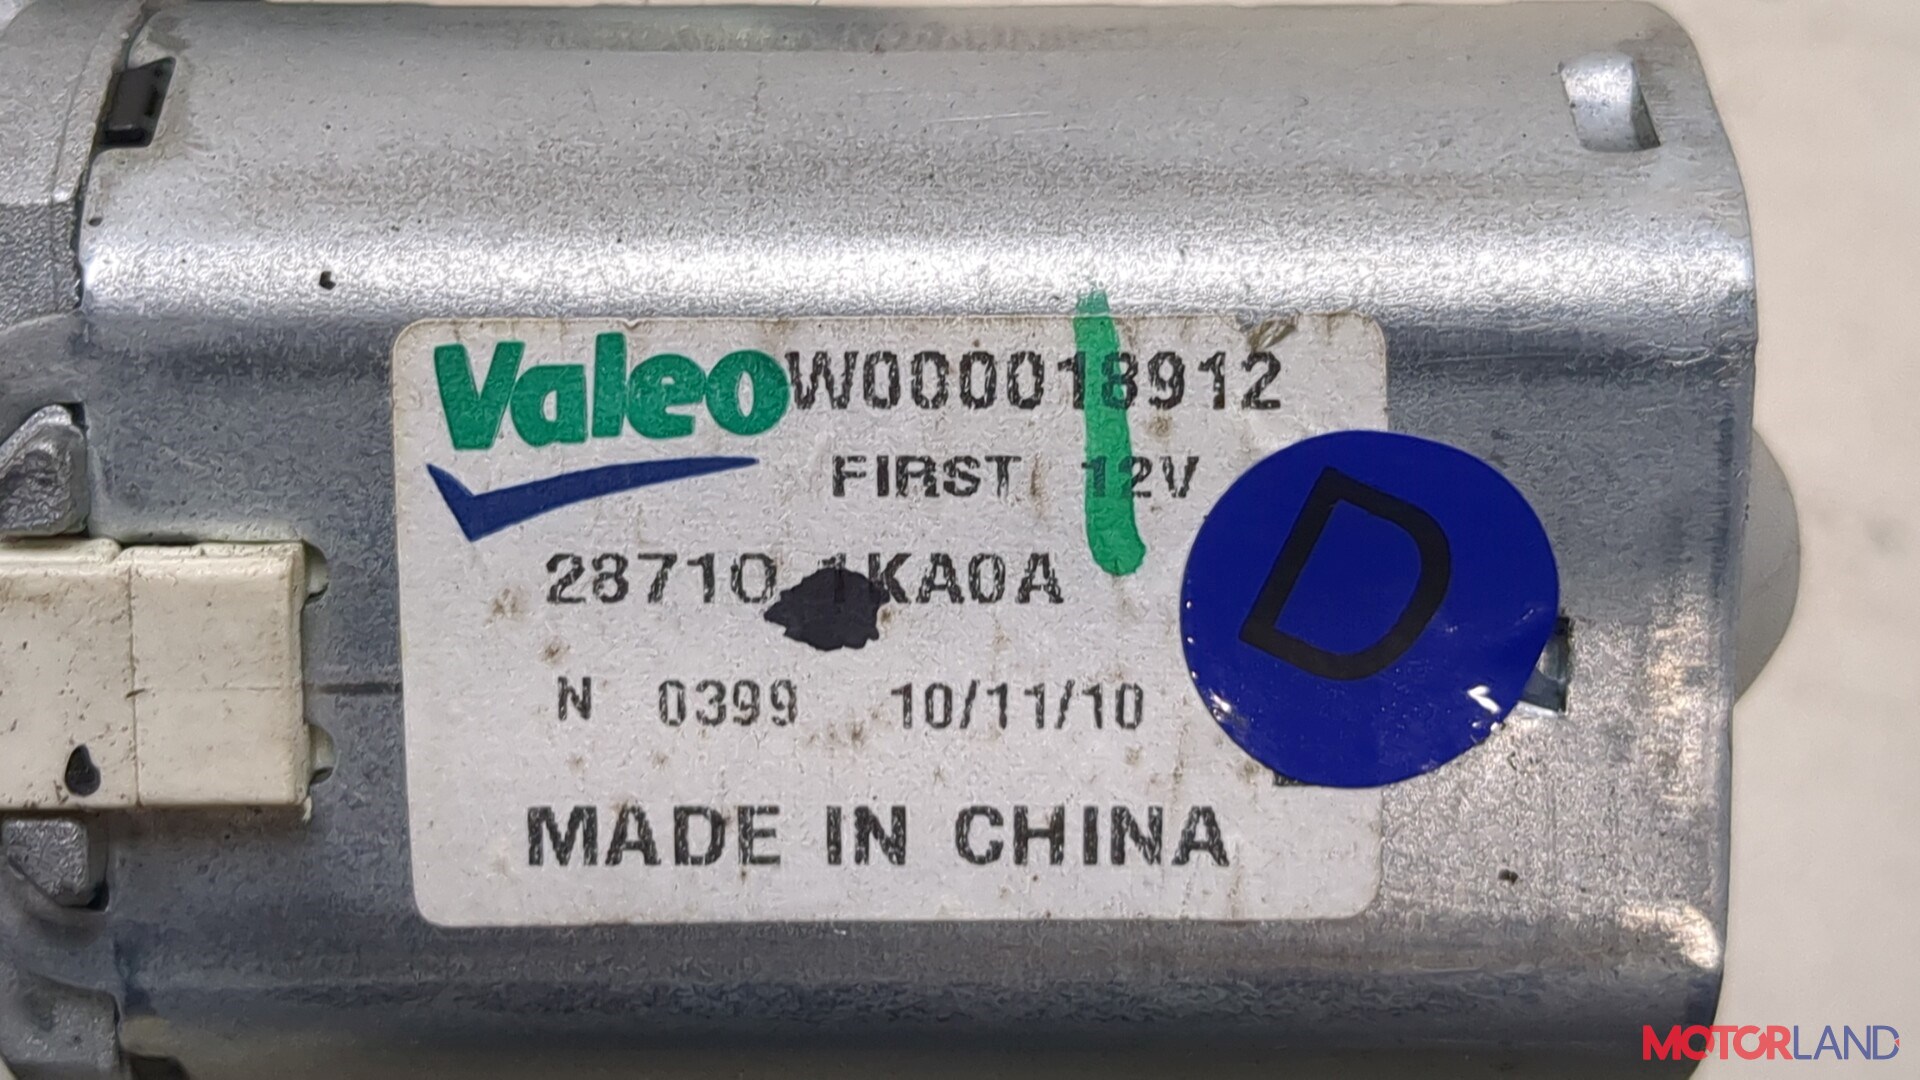 Valeo W000018912
FIRST 12V
28710 1KA0A
D
N 0399 10/11/10
MADE IN CHINA
MOTORLAND